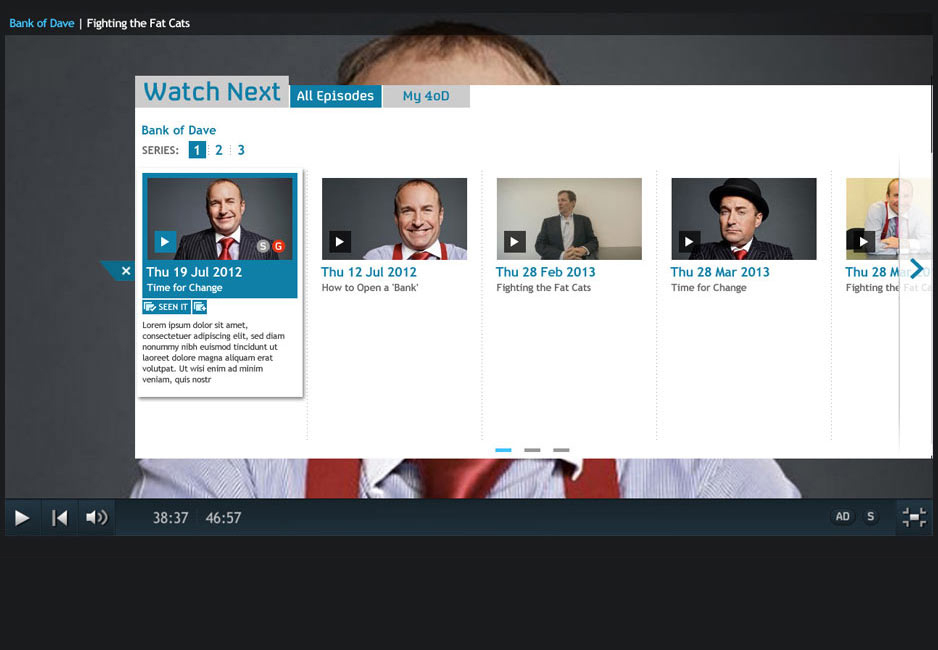 Bank of Dave | Fighting the Fat Cats
Watch Next
All Episodes
My 4oD
Bank of Dave
SERIES: 1 2 3
S G
Thu 19 Jul 2012
Time for Change
SEEN IT
Lorem ipsum dolor sit amet,
consectetuer adipiscing elit, sed diam
nonummy nibh euismod tincidunt ut
laoreet dolore magna aliquam erat
volutpat. Ut wisi enim ad minim
veniam, quis nostr
Thu 12 Jul 2012
How to Open a 'Bank'
Thu 28 Feb 2013
Fighting the Fat Cats
Thu 28 Mar 2013
Time for Change
Thu 28
Fighting the
38:37 46:57
AD S